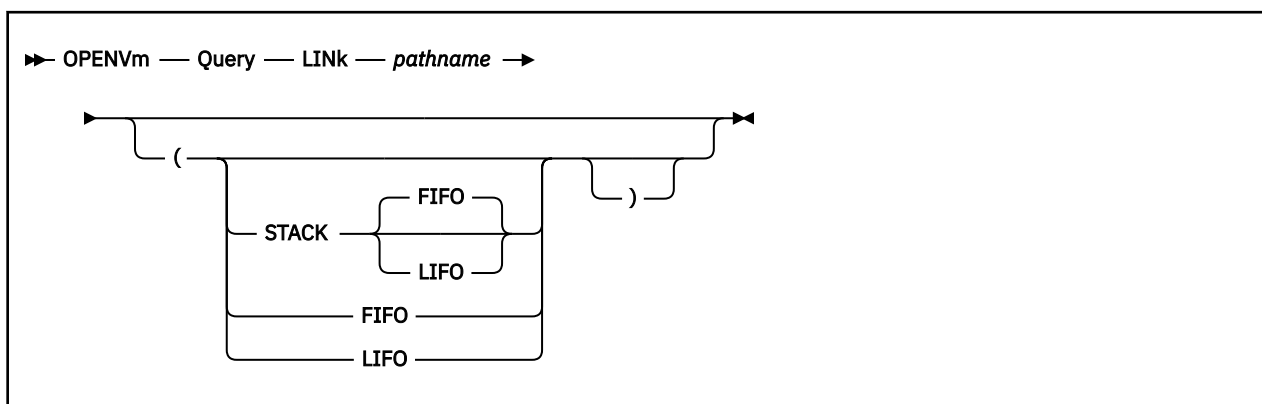 OPENVm Query LINk pathname
( )
FIFO
STACK
LIFO
FIFO
LIFO